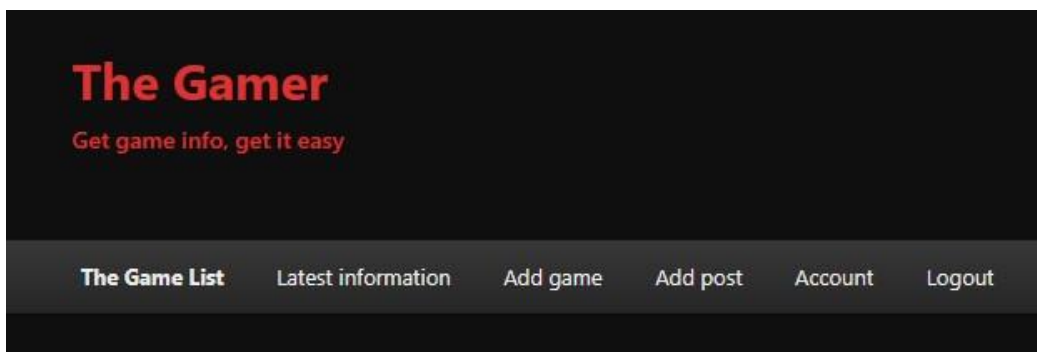 The Gamer
Get game info, get it easy
The Game List Latest information Add game Add post Account Logout